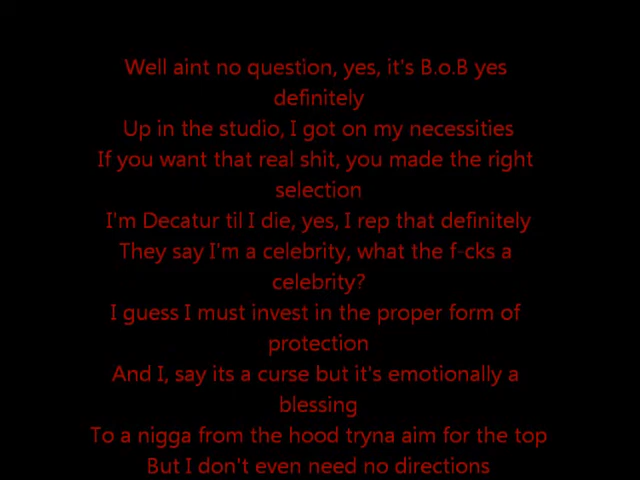 Well aint no question, yes, it's B.o.B yes
definitely
Up in the studio, I got on my necessities
If you want that real shit, you made the right
selection
I'm Decatur til I die, yes, I rep that definitely
They say I'm a celebrity, what the f-cks a
celebrity?
I guess I must invest in the proper form of
protection
And I, say its a curse but it's emotionally a
blessing
To a nigga from the hood tryna aim for the top
But I don't even need no directions